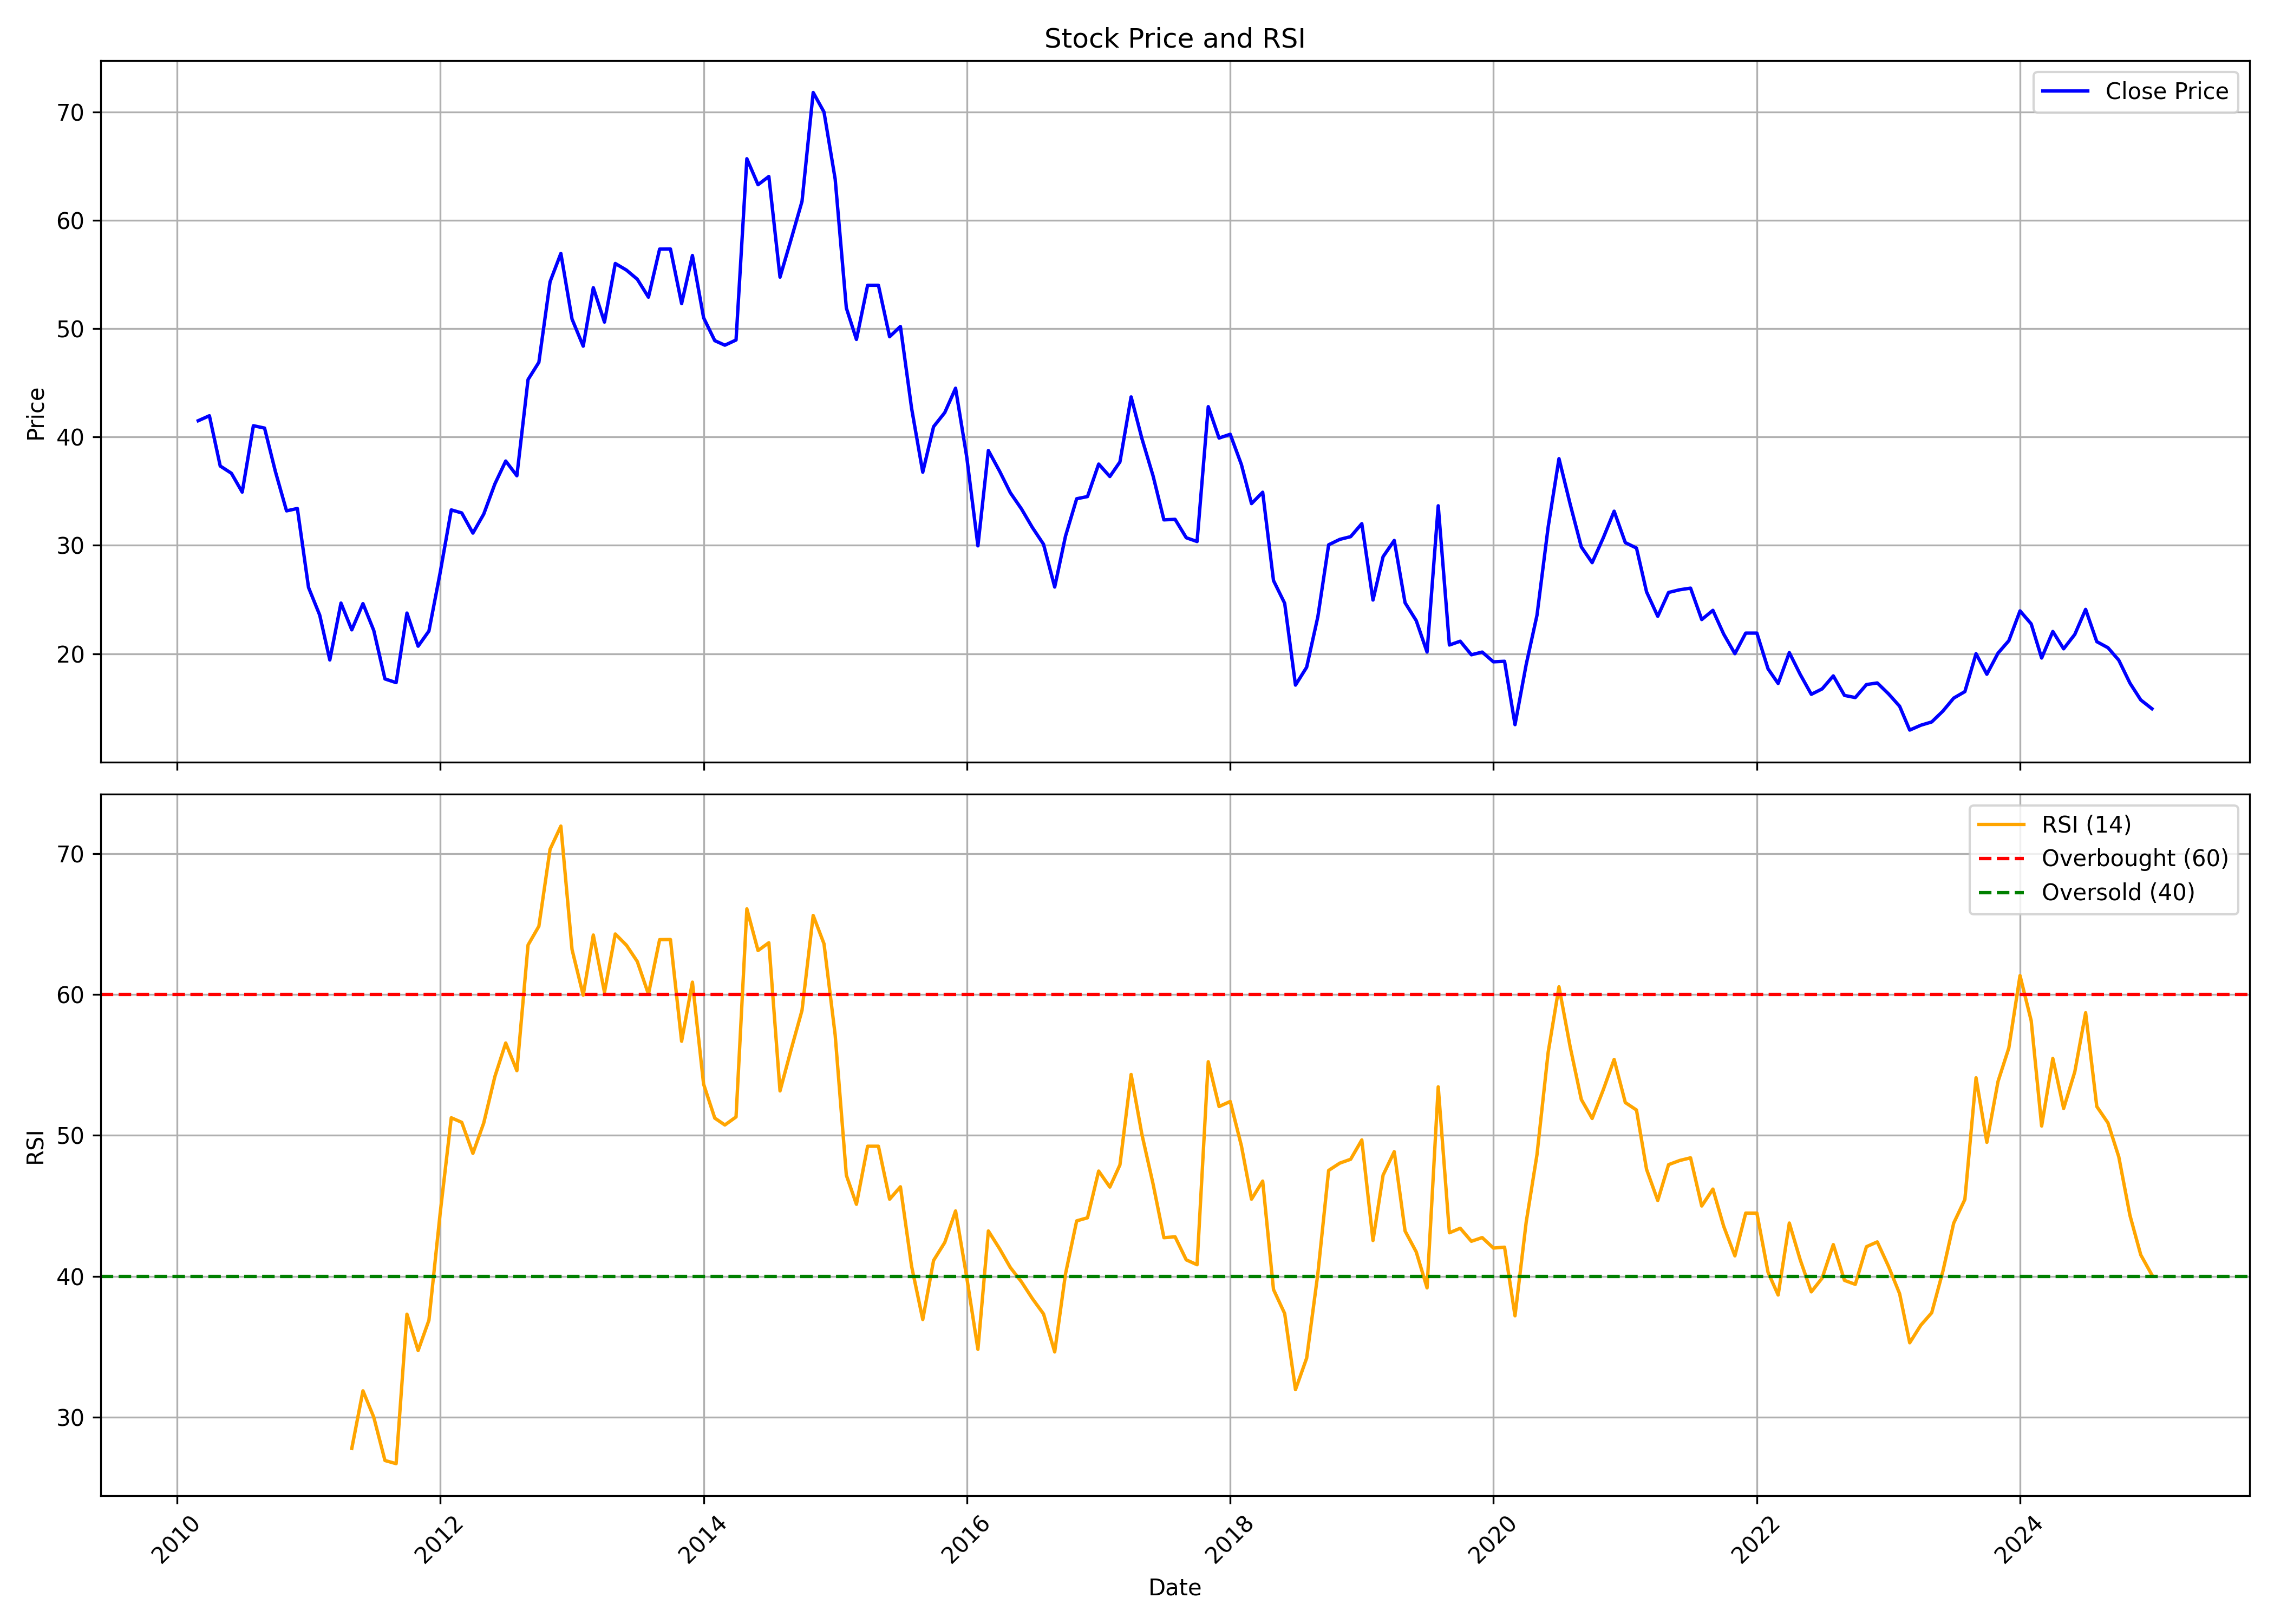 Stock Price and RSI
Close Price
70
60
50
40
30
20
Price
RSI (14)
Overbought (60)
Oversold (40)
70
60
50
40
30
RSI
2010
2012
2014
2016
2018
2020
2022
2024
Date